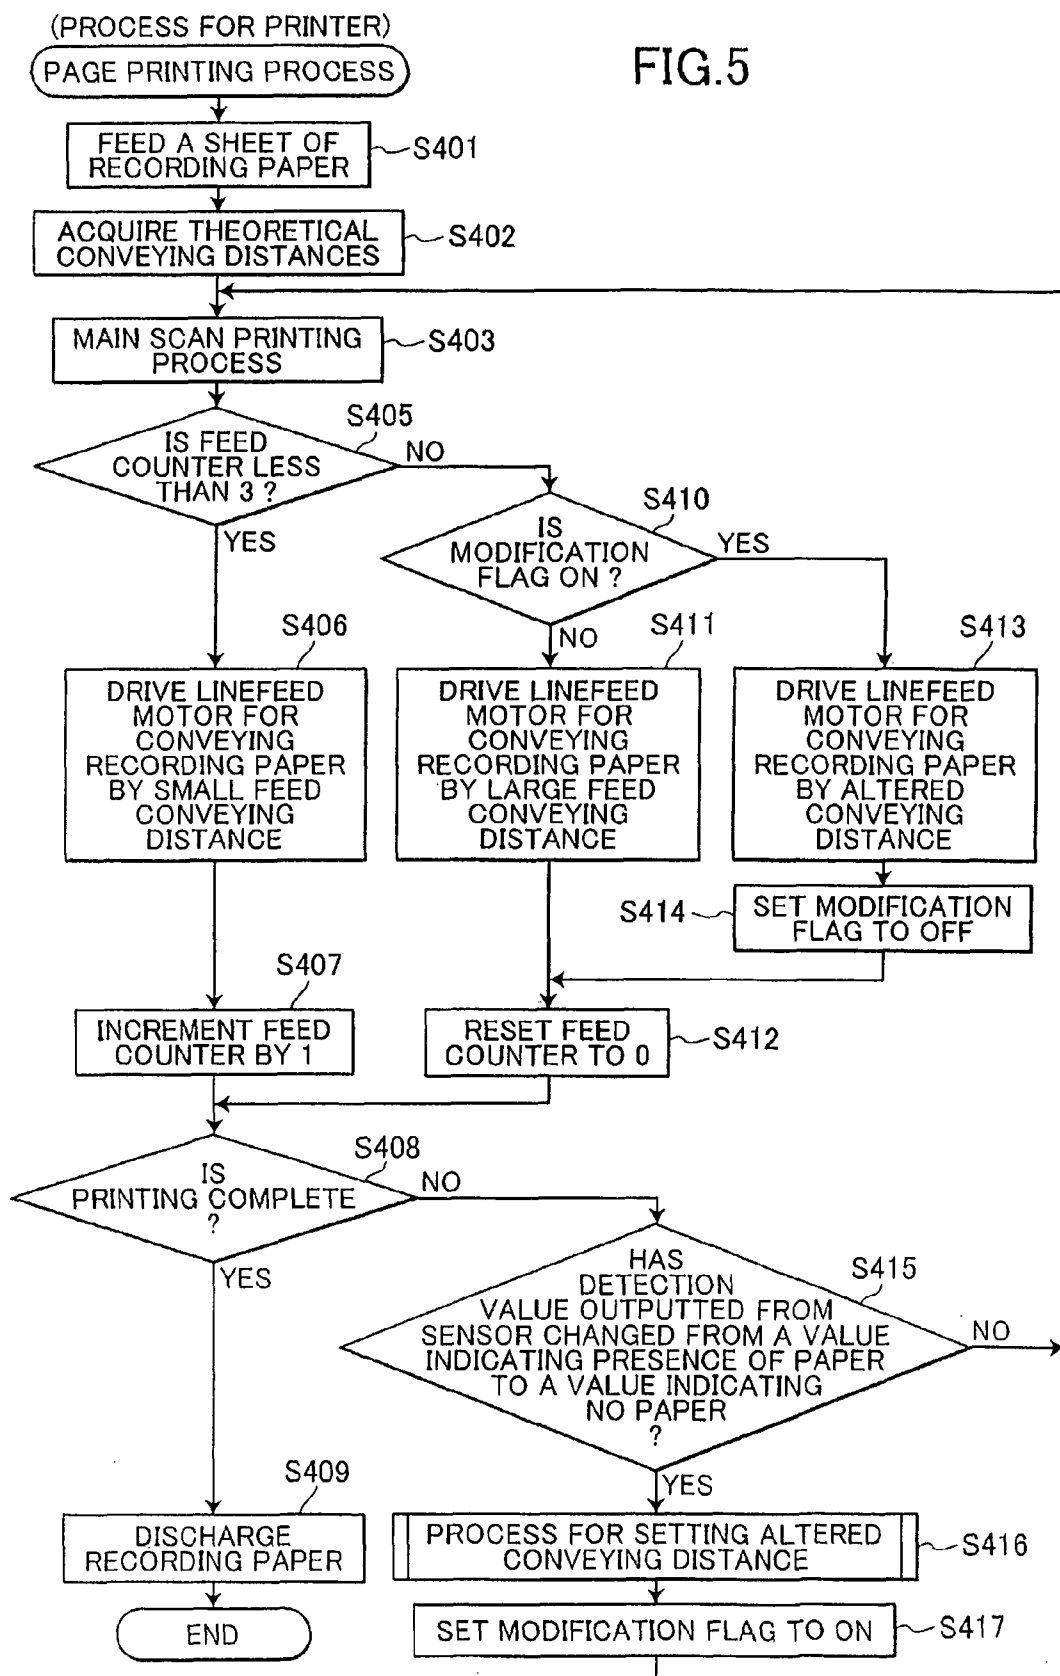 (PROCESS FOR PRINTER)
PAGE PRINTING PROCESS
FIG.5
FEED A SHEET OF
RECORDING PAPER
S401
ACQUIRE THEORETICAL
CONVEYING DISTANCES
S402
MAIN SCAN PRINTING
PROCESS
S403
S405
IS FEED
COUNTER LESS
THAN 3 ?
NO
YES
S410
IS
MODIFICATION
FLAG ON ?
YES
NO
S406
DRIVE LINEFEED
MOTOR FOR
CONVEYING
RECORDING PAPER
BY SMALL FEED
CONVEYING
DISTANCE
S411
DRIVE LINEFEED
MOTOR FOR
CONVEYING
RECORDING PAPER
BY LARGE FEED
CONVEYING
DISTANCE
S413
DRIVE LINEFEED
MOTOR FOR
CONVEYING
RECORDING PAPER
BY ALTERED
CONVEYING
DISTANCE
S414
SET MODIFICATION
FLAG TO OFF
S407
INCREMENT FEED
COUNTER BY 1
RESET FEED
COUNTER TO 0
S412
S408
IS
PRINTING COMPLETE
?
NO
YES
S415
HAS
DETECTION
VALUE OUTPUTTED FROM
SENSOR CHANGED FROM A VALUE
INDICATING PRESENCE OF PAPER
TO A VALUE INDICATING
NO PAPER
?
NO
YES
S409
DISCHARGE
RECORDING PAPER
PROCESS FOR SETTING ALTERED
CONVEYING DISTANCE
S416
END
SET MODIFICATION FLAG TO ON
S417